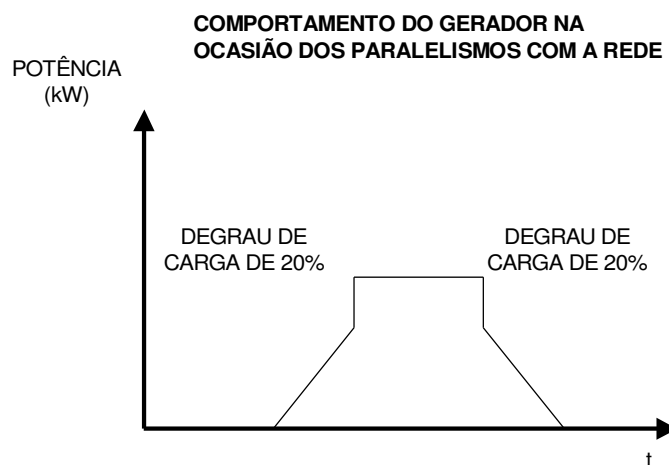 COMPORTAMENTO DO GERADOR NA
OCASIÃO DOS PARALELISMOS COM A REDE
POTÊNCIA
(kW)
DEGRAU DE
CARGA DE 20%
DEGRAU DE
CARGA DE 20%
t